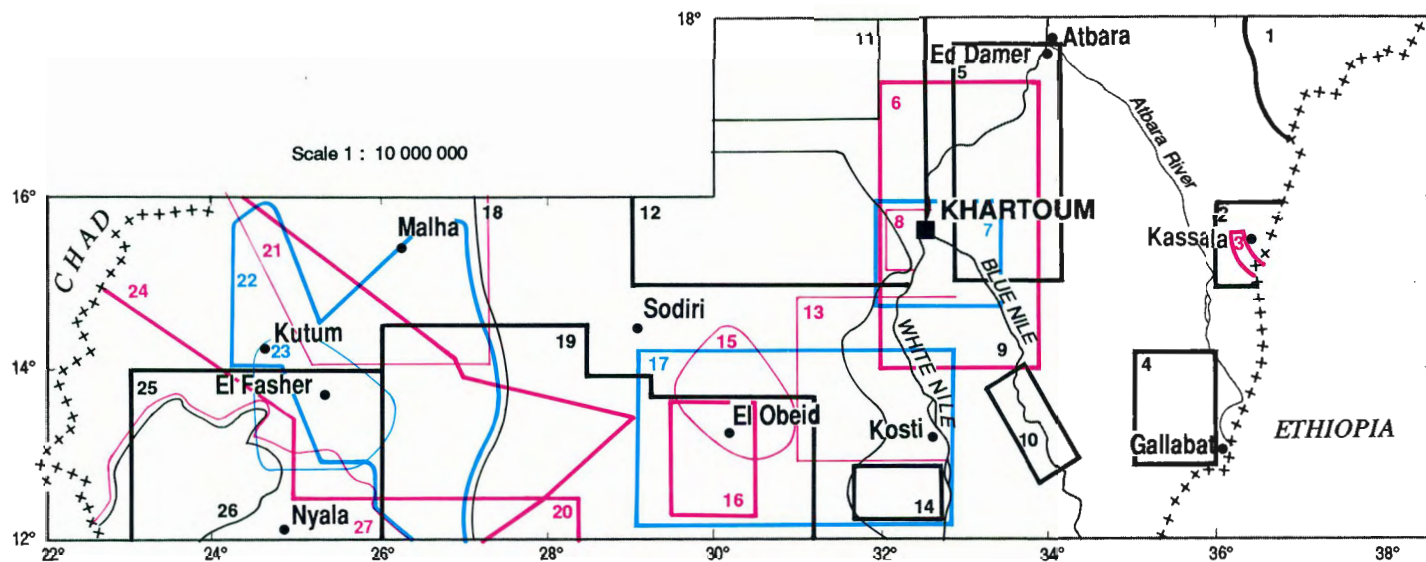 18°
11
Ed Damer
Atbara
1
5
6
Atbara River
Scale 1 : 10 000 000
16°
16°
CHAD
18
12
KHARTOUM
2
Malha
8
7
Kassala
3
21
22
24
BLUE NILE
Sodiri
13
Kutum
15
WHITE NILE
23
19
17
9
4
14°
14°
25
El Fasher
El Obeid
Kosti
10
ETHIOPIA
Gallabat
16
14
26
Nyala
27
20
12°
12°
22°
24°
26°
28°
30°
32°
34°
36°
38°